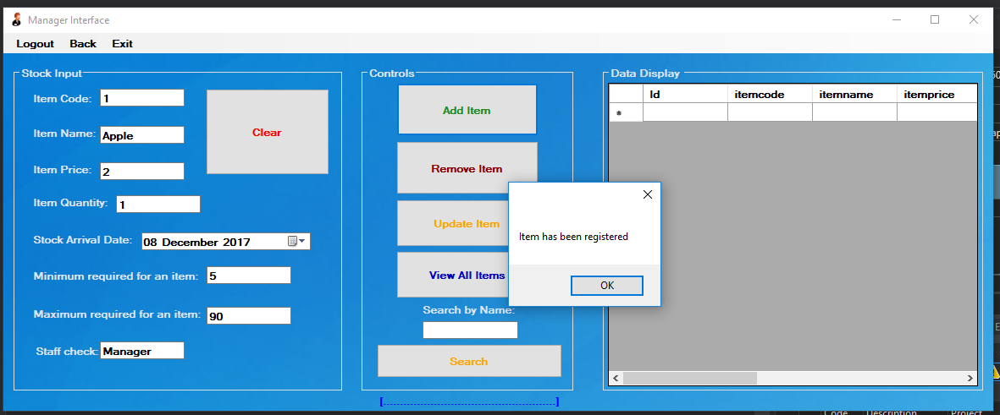 Manager Interface
Logout Back Exit
Stock Input
Item Code: 1
Clear
Item Name: Apple
Item Price: 2
Item Quantity: 1
Stock Arrival Date: 08 December 2017
Minimum required for an item: 5
Maximum required for an item: 90
Staff check: Manager
Controls
Add Item
Remove Item
Update Item
View All Items
Search by Name:
Search
[...................................................]
Data Display
Id itemcode itemname itemprice
Item has been registered
OK
Code Description Project